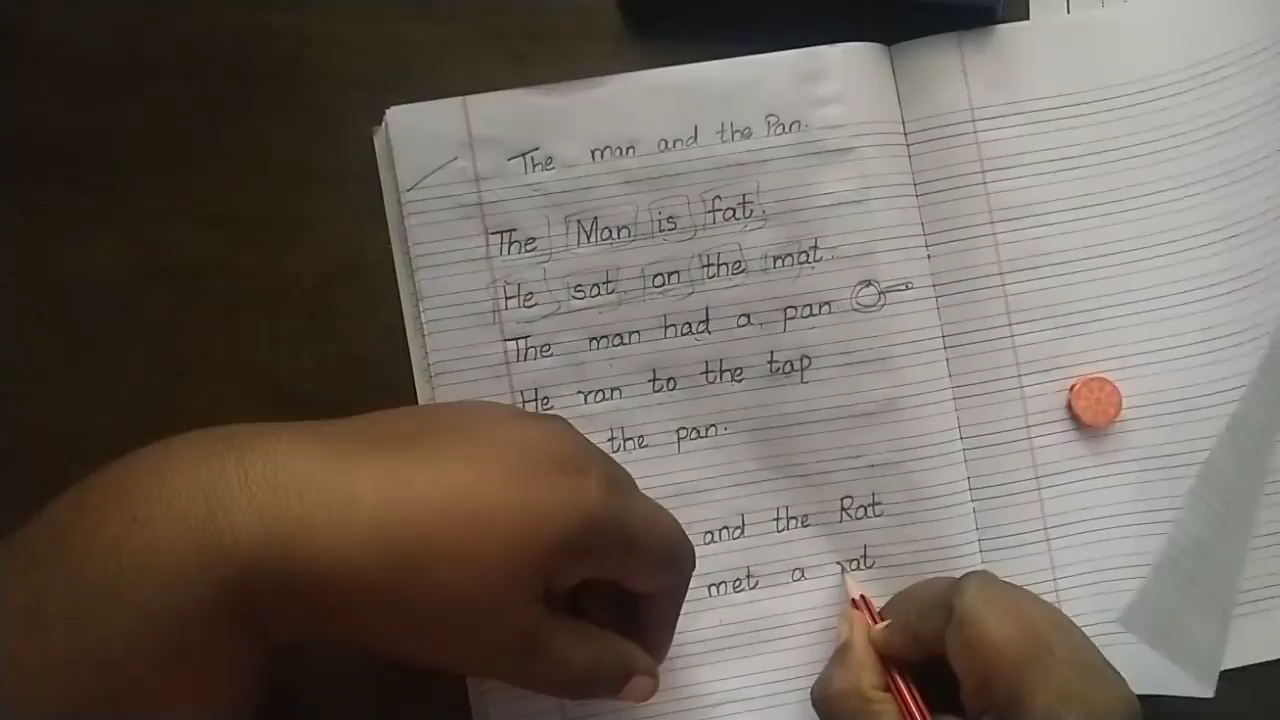 The man and the Pan.
The Man is fat.
He sat on the mat.
The man had a pan
He ran to the tap
the pan.
and the Rat
met a rat